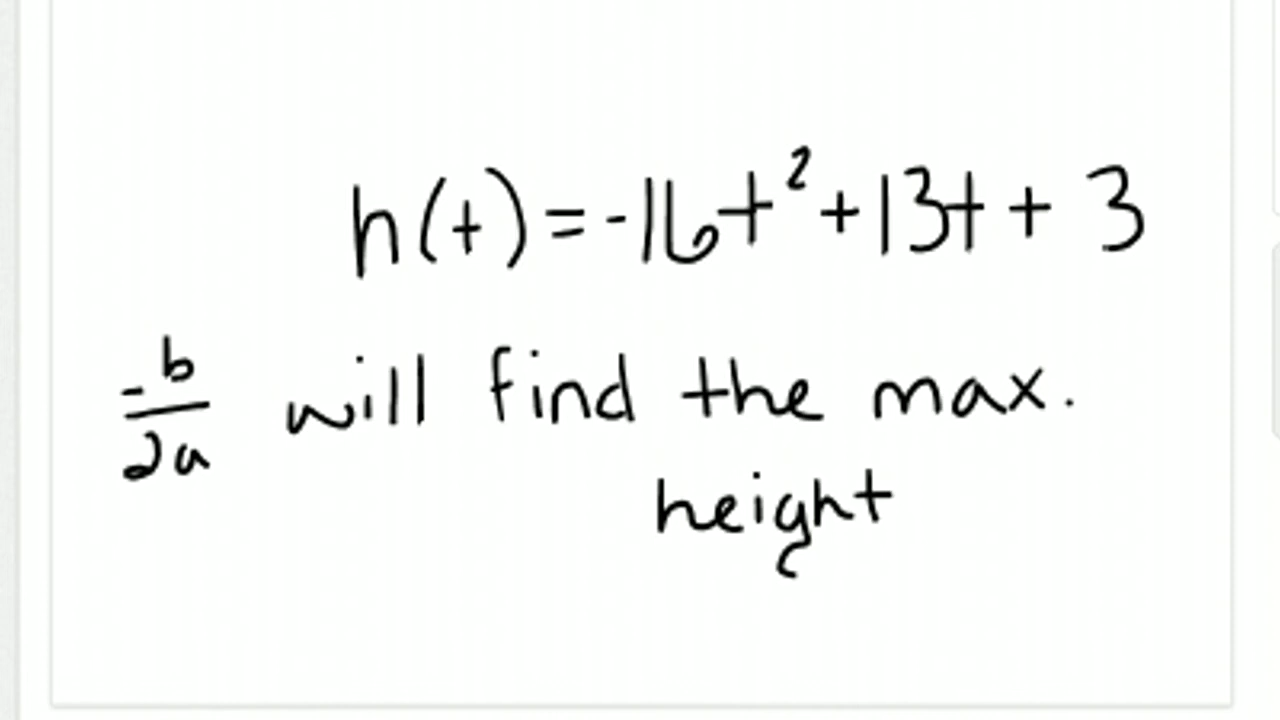 h(t) = -16t² + 13t + 3
-b/2a will find the max.
height